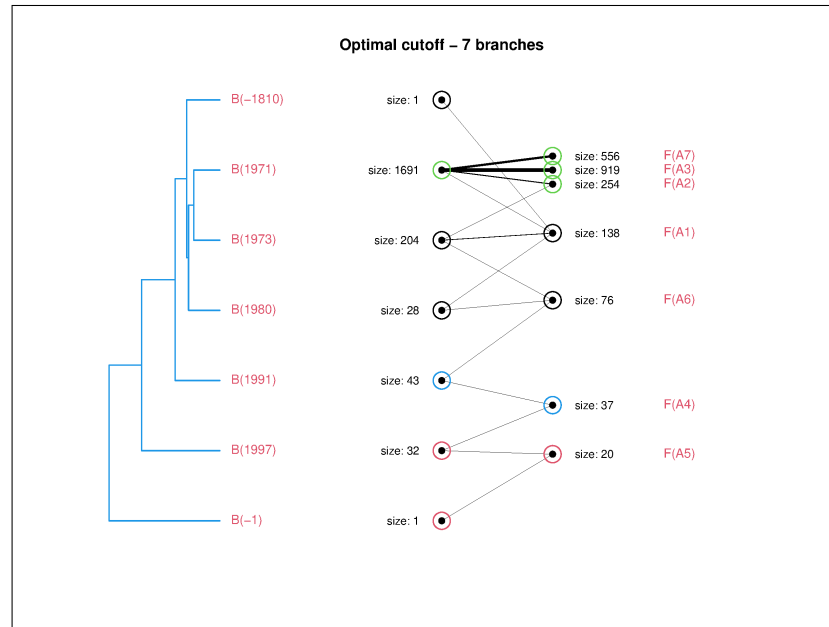 Optimal cutoff – 7 branches
B(−1810) size: 1
size: 556 F(A7)
B(1971) size: 1691 size: 919 F(A3)
size: 254 F(A2)
size: 138 F(A1)
B(1973) size: 204
size: 76 F(A6)
B(1980) size: 28
B(1991) size: 43
size: 37 F(A4)
B(1997) size: 32
size: 20 F(A5)
B(−1) size: 1